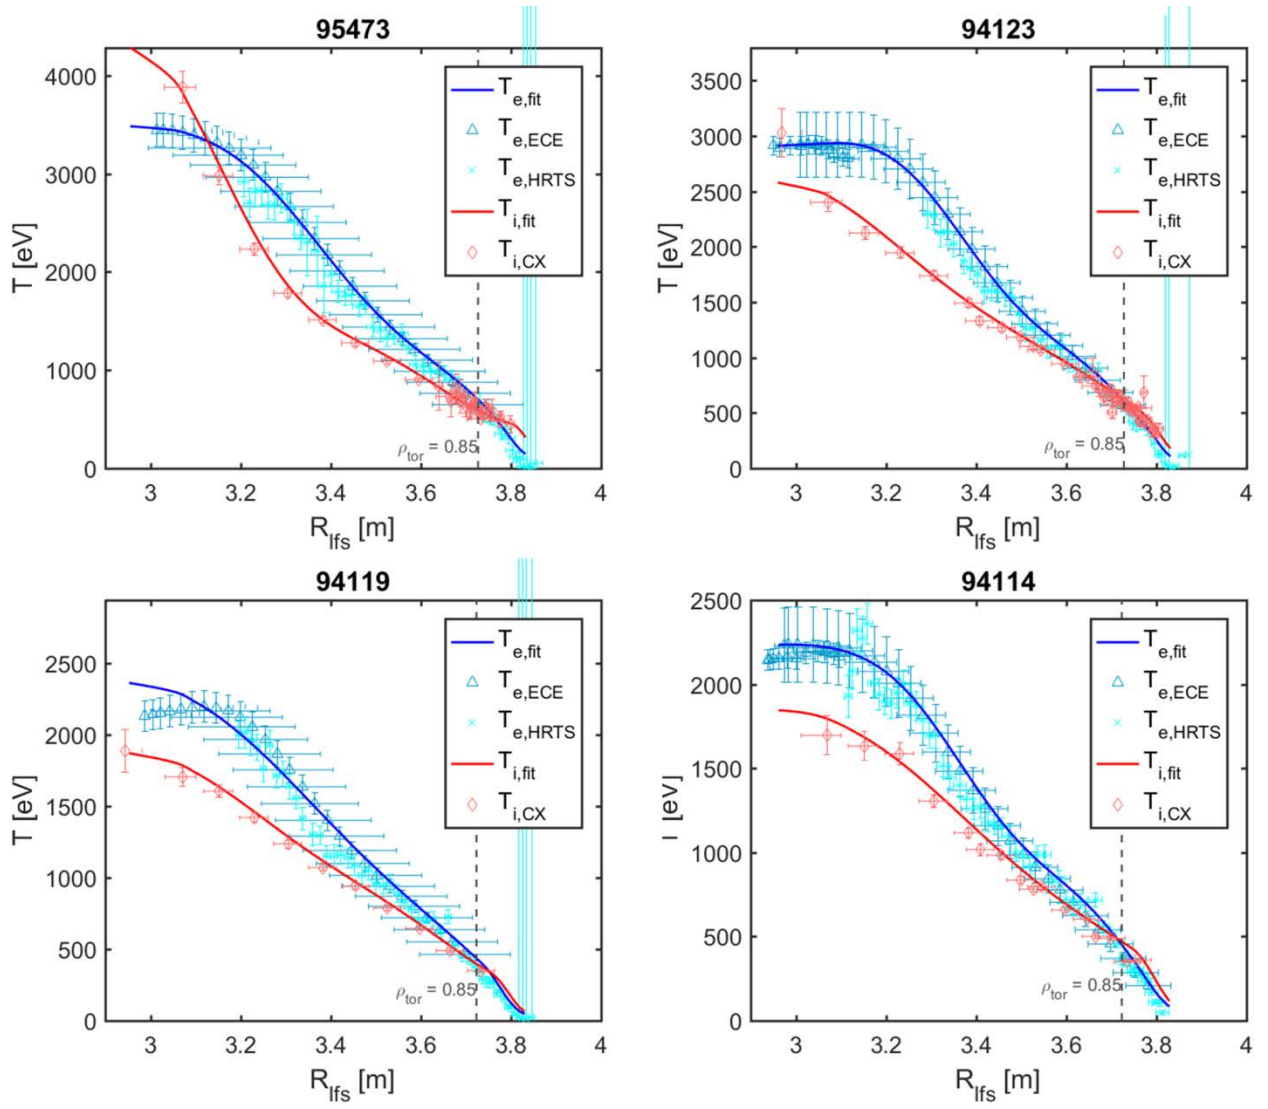 95473
4000
3000
2000
1000
0
T [eV]
3
3.2
3.4
3.6
3.8
4
R_lfs [m]
T_e,fit
T_e,ECE
T_e,HRTS
T_i,fit
T_i,CX
ρ_tor = 0.85
94123
3500
3000
2500
2000
1500
1000
500
0
T [eV]
3
3.2
3.4
3.6
3.8
4
R_lfs [m]
T_e,fit
T_e,ECE
T_e,HRTS
T_i,fit
T_i,CX
ρ_tor = 0.85
94119
2500
2000
1500
1000
500
0
T [eV]
3
3.2
3.4
3.6
3.8
4
R_lfs [m]
T_e,fit
T_e,ECE
T_e,HRTS
T_i,fit
T_i,CX
ρ_tor = 0.85
94114
2500
2000
1500
1000
500
0
[eV]
3
3.2
3.4
3.6
3.8
4
R_lfs [m]
T_e,fit
T_e,ECE
T_e,HRTS
T_i,fit
T_i,CX
ρ_tor = 0.85